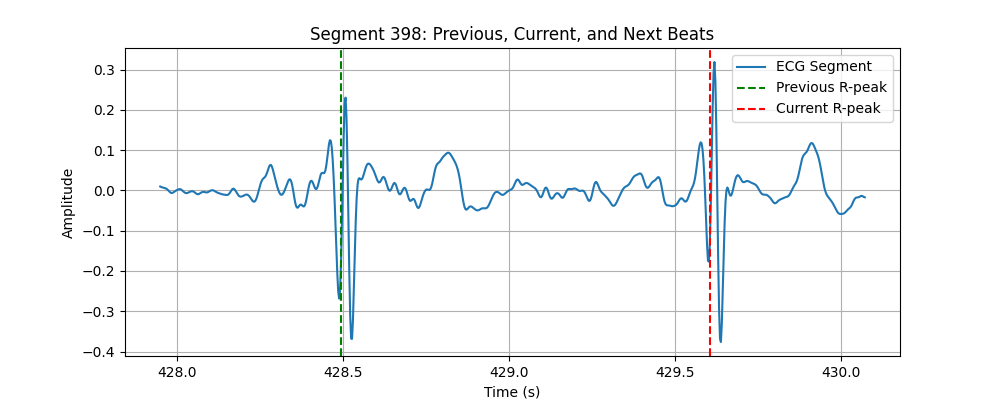 Segment 398: Previous, Current, and Next Beats
ECG Segment
Previous R-peak
Current R-peak
0.3
0.2
0.1
0.0
−0.1
−0.2
−0.3
−0.4
Amplitude
428.0 428.5 429.0 429.5 430.0
Time (s)